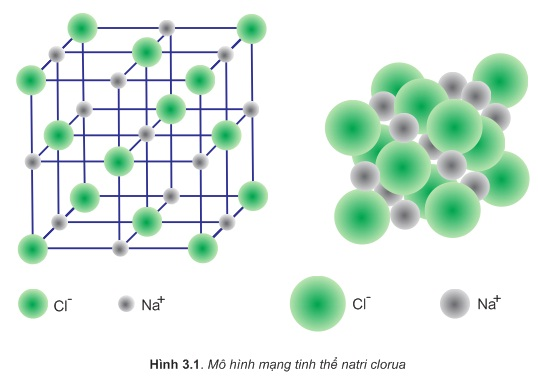 Cl⁻ Na⁺ Cl⁻ Na⁺
Hình 3.1. Mô hình mạng tinh thể natri clorua